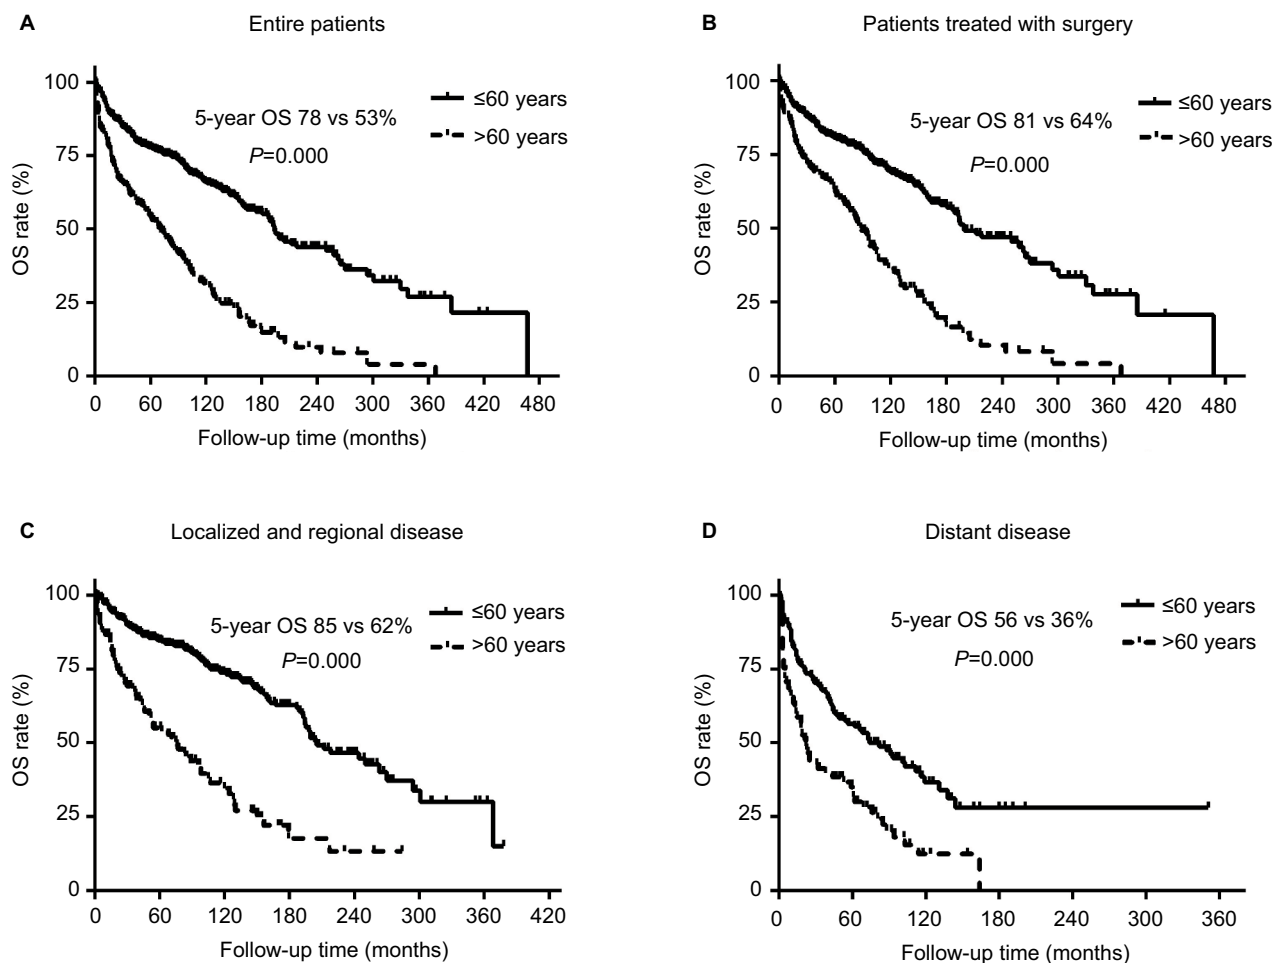 A
Entire patients
OS rate (%)
100
75
50
25
0
5-year OS 78 vs 53%
P=0.000
≤60 years
>60 years
0 60 120 180 240 300 360 420 480
Follow-up time (months)
B
Patients treated with surgery
OS rate (%)
100
75
50
25
0
5-year OS 81 vs 64%
P=0.000
≤60 years
>60 years
0 60 120 180 240 300 360 420 480
Follow-up time (months)
C
Localized and regional disease
OS rate (%)
100
75
50
25
0
5-year OS 85 vs 62%
P=0.000
≤60 years
>60 years
0 60 120 180 240 300 360 420
Follow-up time (months)
D
Distant disease
OS rate (%)
100
75
50
25
0
5-year OS 56 vs 36%
P=0.000
≤60 years
>60 years
0 60 120 180 240 300 360
Follow-up time (months)